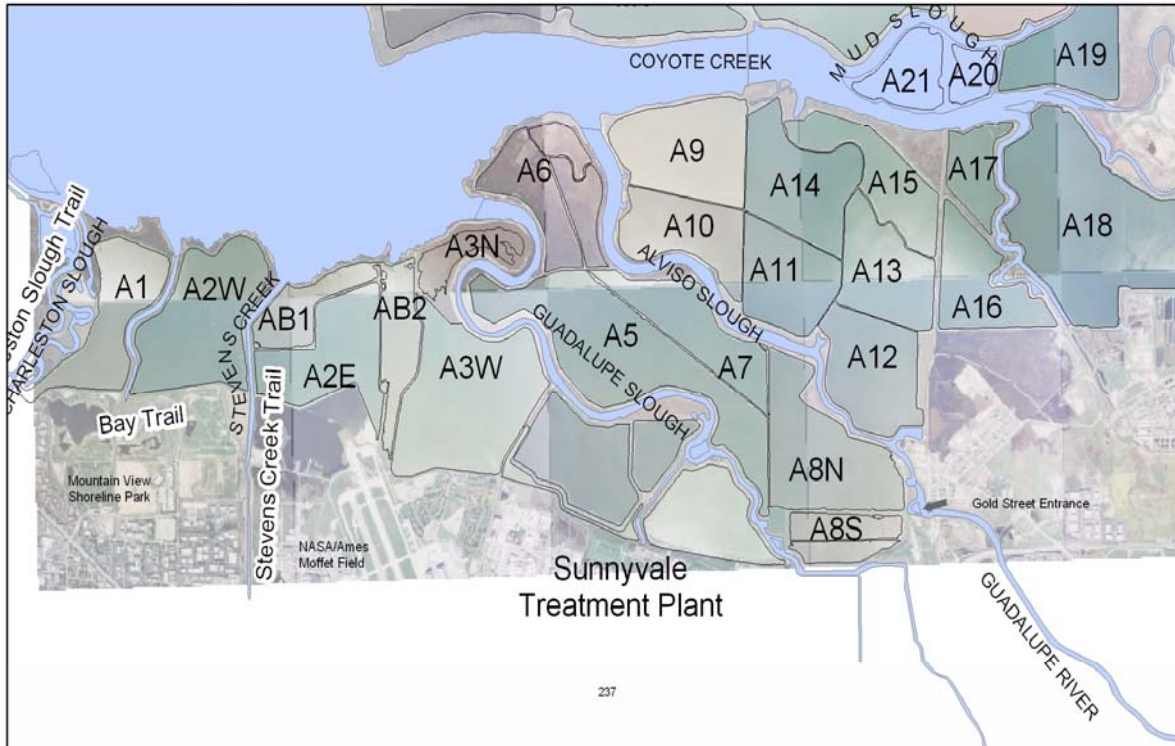 COYOTE CREEK
MUD SLOUGH
A21
A20
A19
A9
A6
A14
A15
A17
A18
A10
A3N
A1
A2W
AB1
AB2
A11
A13
A16
ALVISO SLOUGH
CHARLESTON SLOUGH
Slough Trail
STEVENS CREEK
A2E
A3W
A5
GUADALUPE SLOUGH
A7
A12
Bay Trail
Stevens Creek Trail
Mountain View
Shoreline Park
A8N
Gold Street Entrance
A8S
NASA/Ames
Moffet Field
Sunnyvale
Treatment Plant
GUADALUPE RIVER
237